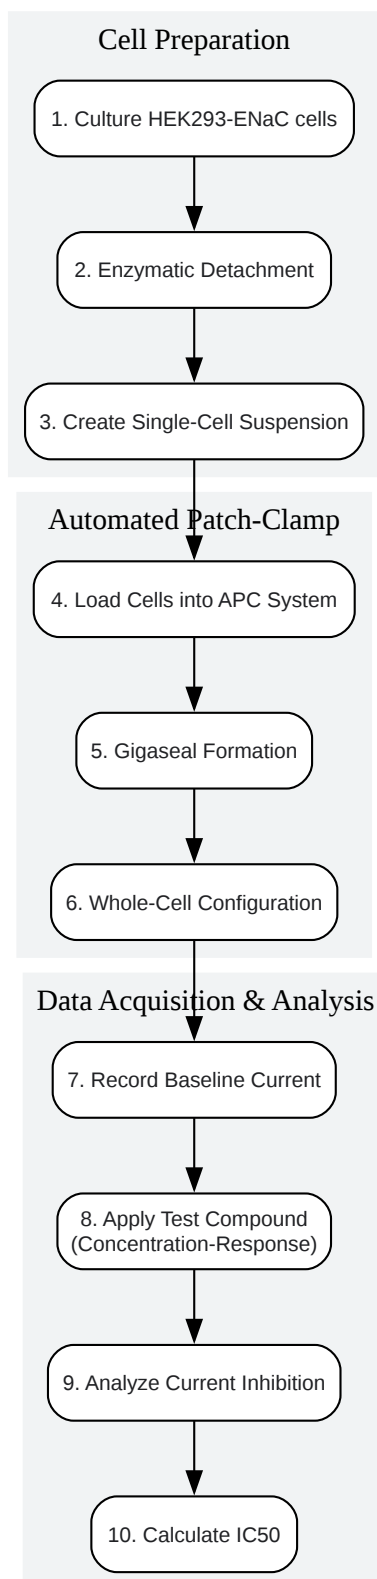 Cell Preparation
1. Culture HEK293-ENaC cells
2. Enzymatic Detachment
3. Create Single-Cell Suspension
Automated Patch-Clamp
4. Load Cells into APC System
5. Gigaseal Formation
6. Whole-Cell Configuration
Data Acquisition & Analysis
7. Record Baseline Current
8. Apply Test Compound
(Concentration-Response)
9. Analyze Current Inhibition
10. Calculate IC50